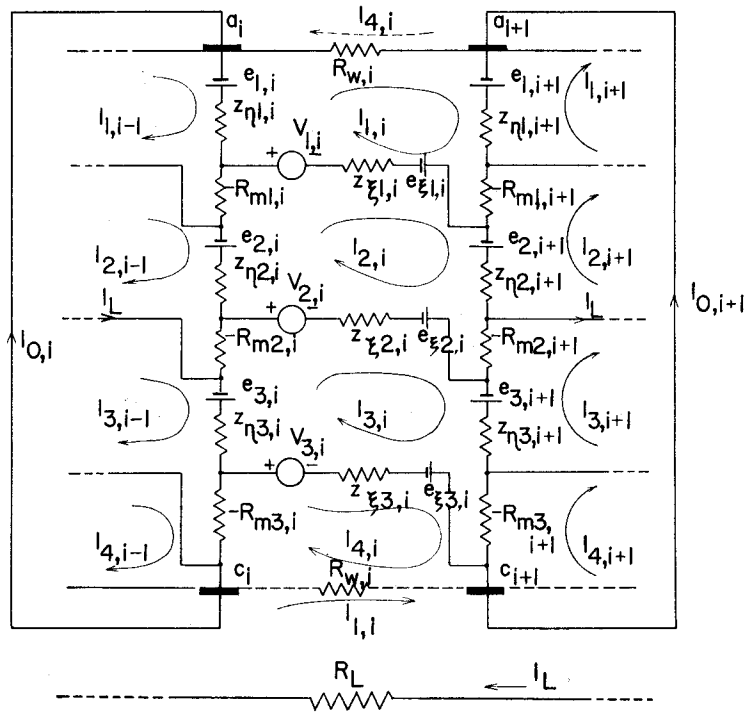 a_i I_{4,i} a_{i+1}
R_{w,i}
e_{1,i} e_{1,i+1}
I_{1,i-1} z_{η1,i} I_{1,i} z_{η1,i+1} I_{1,i+1}
+ V_{1,i} −
z_{ξ1,i} e_{ξ1,i}
-R_{m1,i} -R_{m1,i+1}
I_{2,i-1} e_{2,i} I_{2,i} e_{2,i+1} I_{2,i+1}
z_{η2,i} z_{η2,i+1}
I_L + V_{2,i} − I_L I_{0,i+1}
I_{0,i} -R_{m2,i} z_{ξ2,i} e_{ξ2,i} -R_{m2,i+1}
e_{3,i} e_{3,i+1}
I_{3,i-1} z_{η3,i} I_{3,i} z_{η3,i+1} I_{3,i+1}
+ V_{3,i} −
z_{ξ3,i} e_{ξ3,i}
-R_{m3,i} -R_{m3,i+1}
I_{4,i-1} I_{4,i} I_{4,i+1}
c_i R_{w,i} c_{i+1}
I_{1,i}
R_L I_L